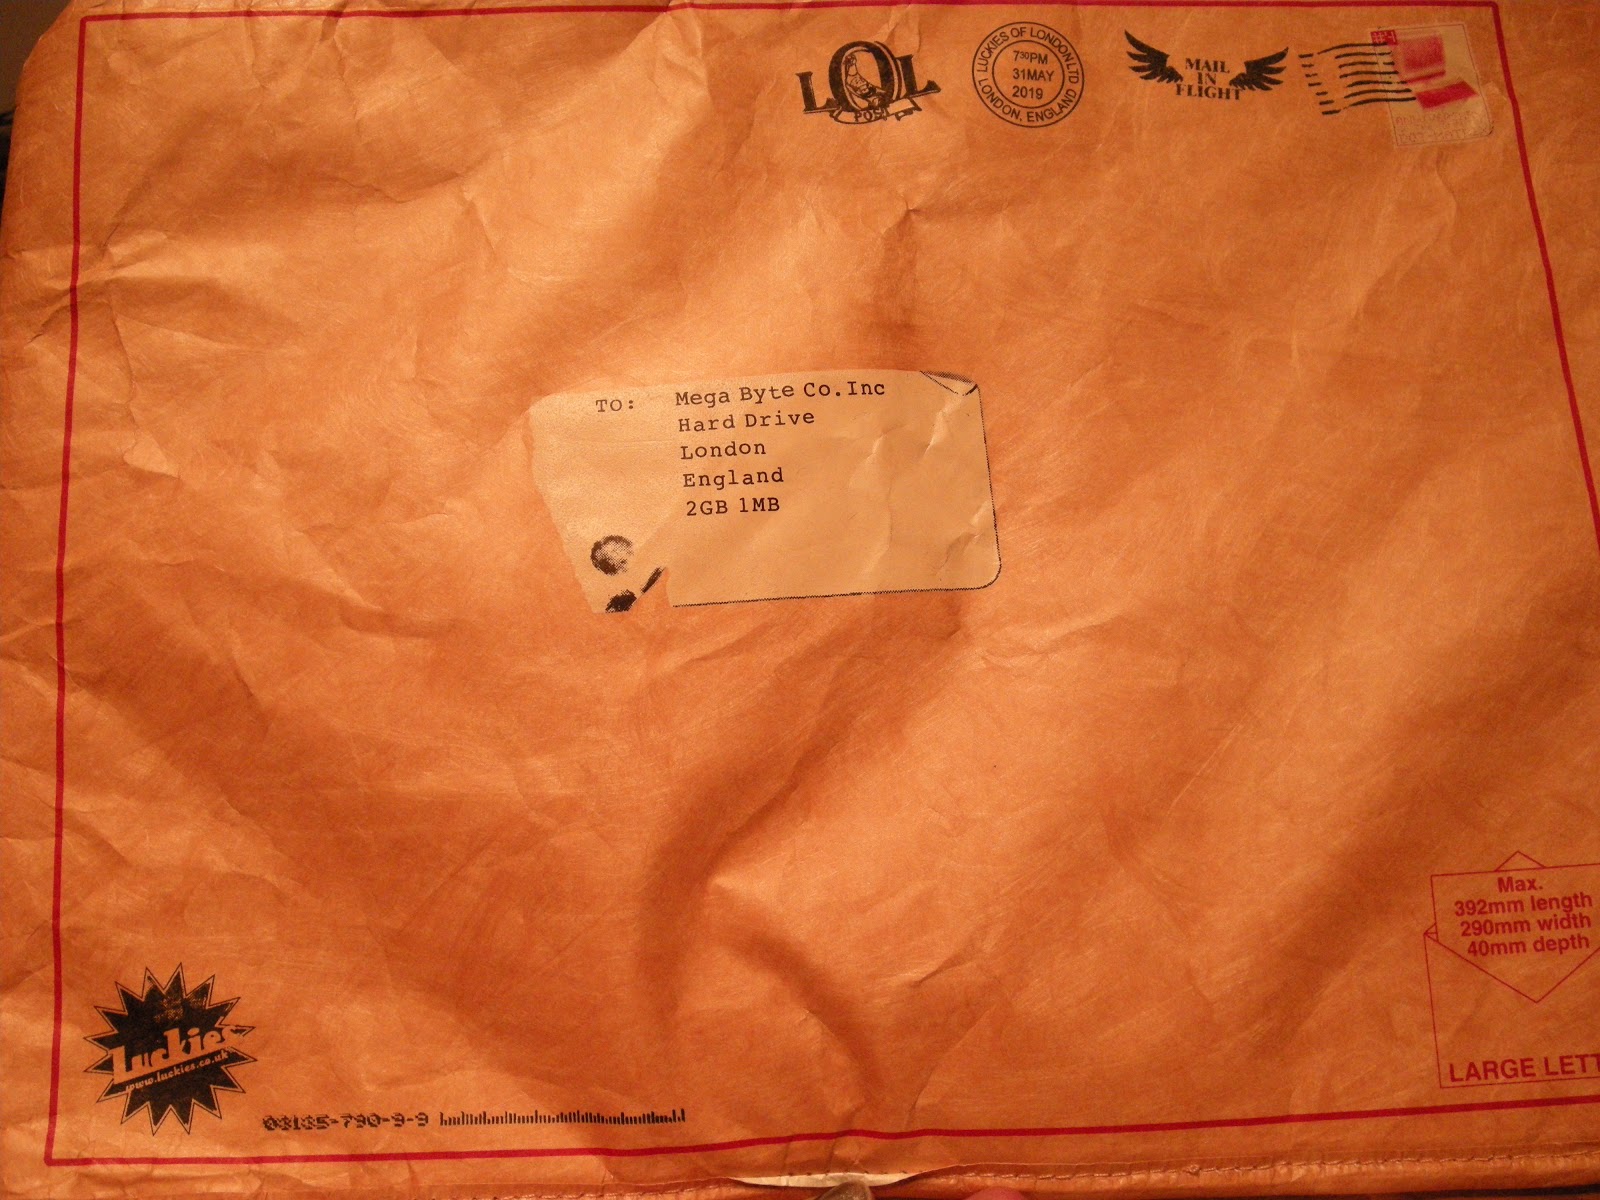 LOL
POST
LUCKIES OF LONDON LTD
7³⁰PM
31MAY
2019
LONDON, ENGLAND
MAIL
IN
FLIGHT
TO: Mega Byte Co.Inc
Hard Drive
London
England
2GB 1MB
Max.
392mm length
290mm width
40mm depth
LARGE LETT
Luckies
www.luckies.co.uk
03135-790-9-9